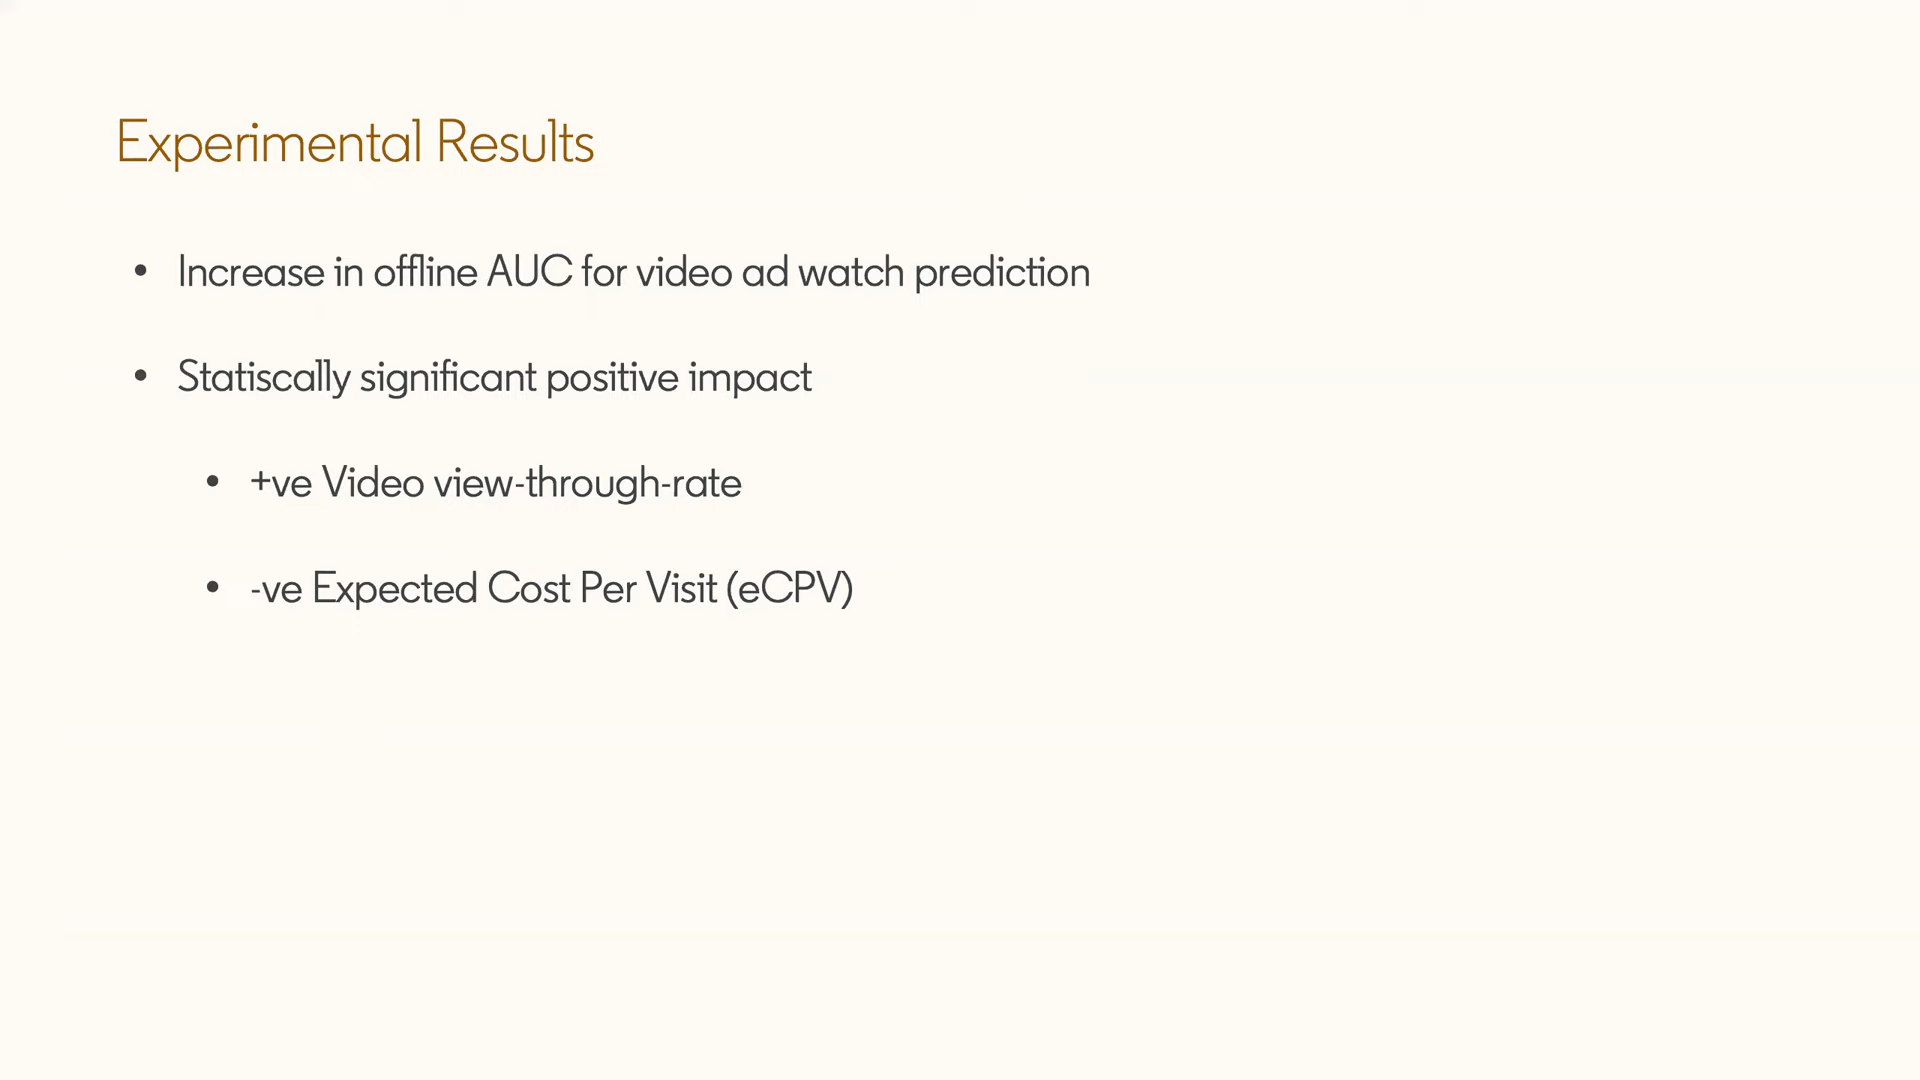 Experimental Results
• Increase in offline AUC for video ad watch prediction
• Statiscally significant positive impact
• +ve Video view-through-rate
• -ve Expected Cost Per Visit (eCPV)